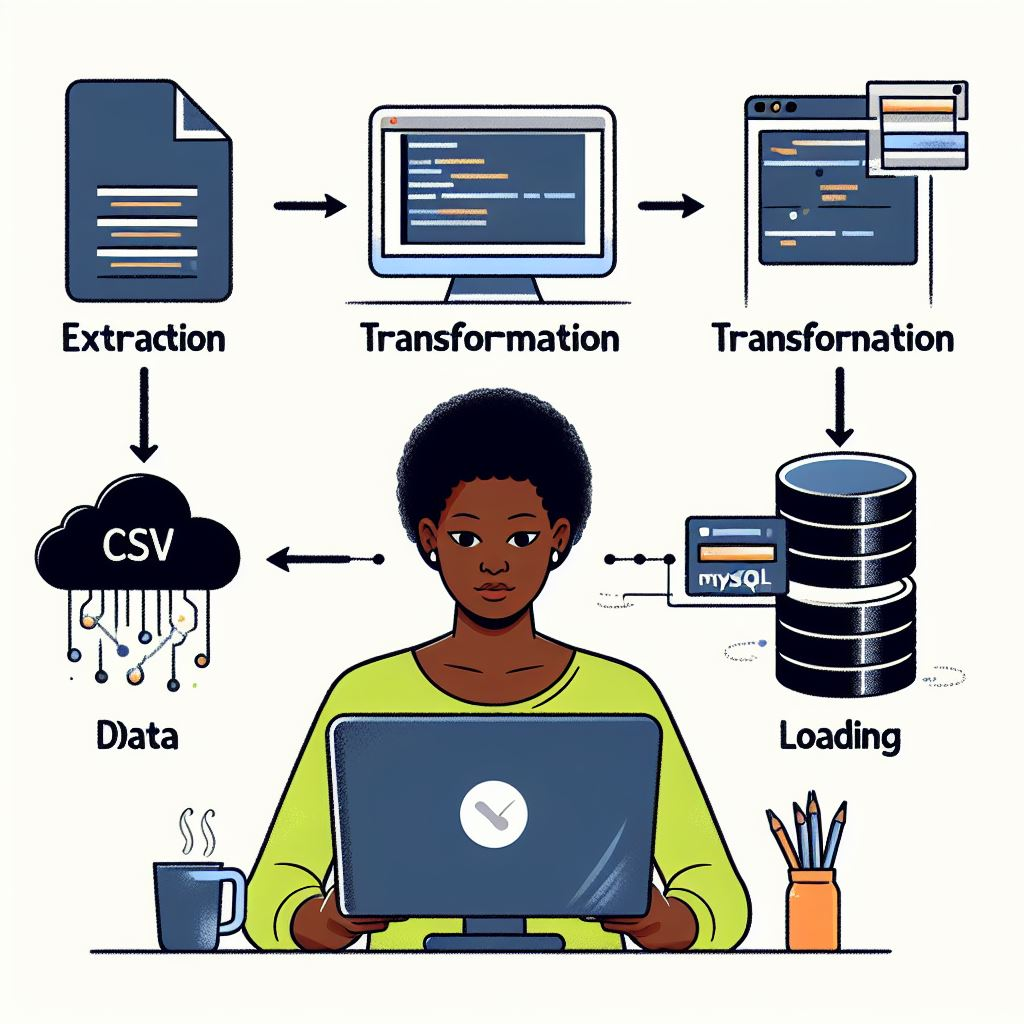 Extraction
Transformation
Transfornation
CSV
mySQL
D)ata
Loading